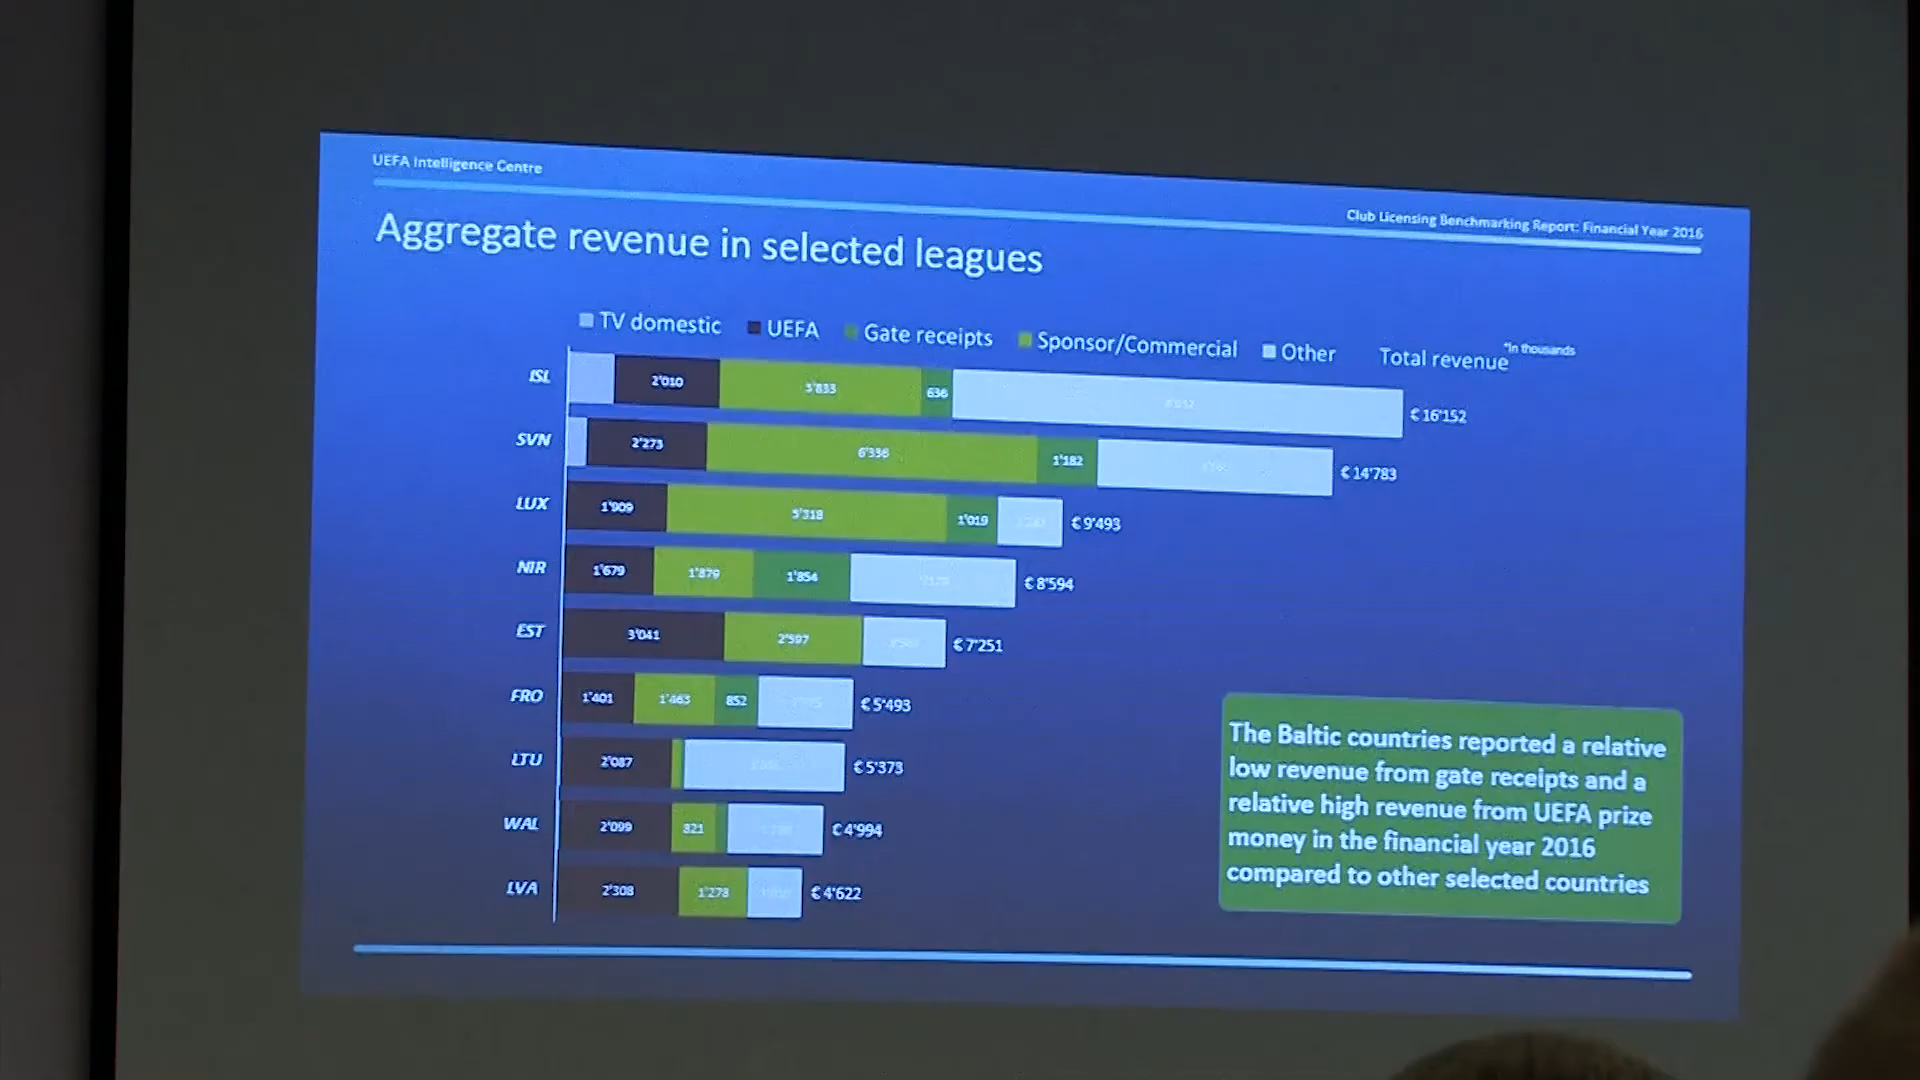 UEFA Intelligence Centre
Club Licensing Benchmarking Report: Financial Year 2016
Aggregate revenue in selected leagues
TV domestic UEFA Gate receipts Sponsor/Commercial Other Total revenue *In thousands
ISL 2'010 3'833 636 € 16'152
SVN 2'273 6'336 1'182 € 14'783
LUX 1'909 5'318 1'019 € 9'493
NIR 1'679 1'879 1'854 € 8'594
EST 3'041 2'597 € 7'251
FRO 1'401 1'463 852 € 5'493
LTU 2'087 € 5'373
WAL 2'099 821 € 4'994
LVA 2'308 1'278 € 4'622
The Baltic countries reported a relative
low revenue from gate receipts and a
relative high revenue from UEFA prize
money in the financial year 2016
compared to other selected countries